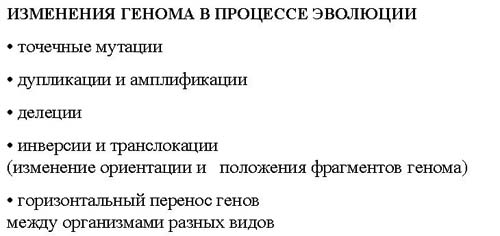 ИЗМЕНЕНИЯ ГЕНОМА В ПРОЦЕССЕ ЭВОЛЮЦИИ
• точечные мутации
• дупликации и амплификации
• делеции
• инверсии и транслокации
(изменение ориентации и положения фрагментов генома)
• горизонтальный перенос генов
между организмами разных видов